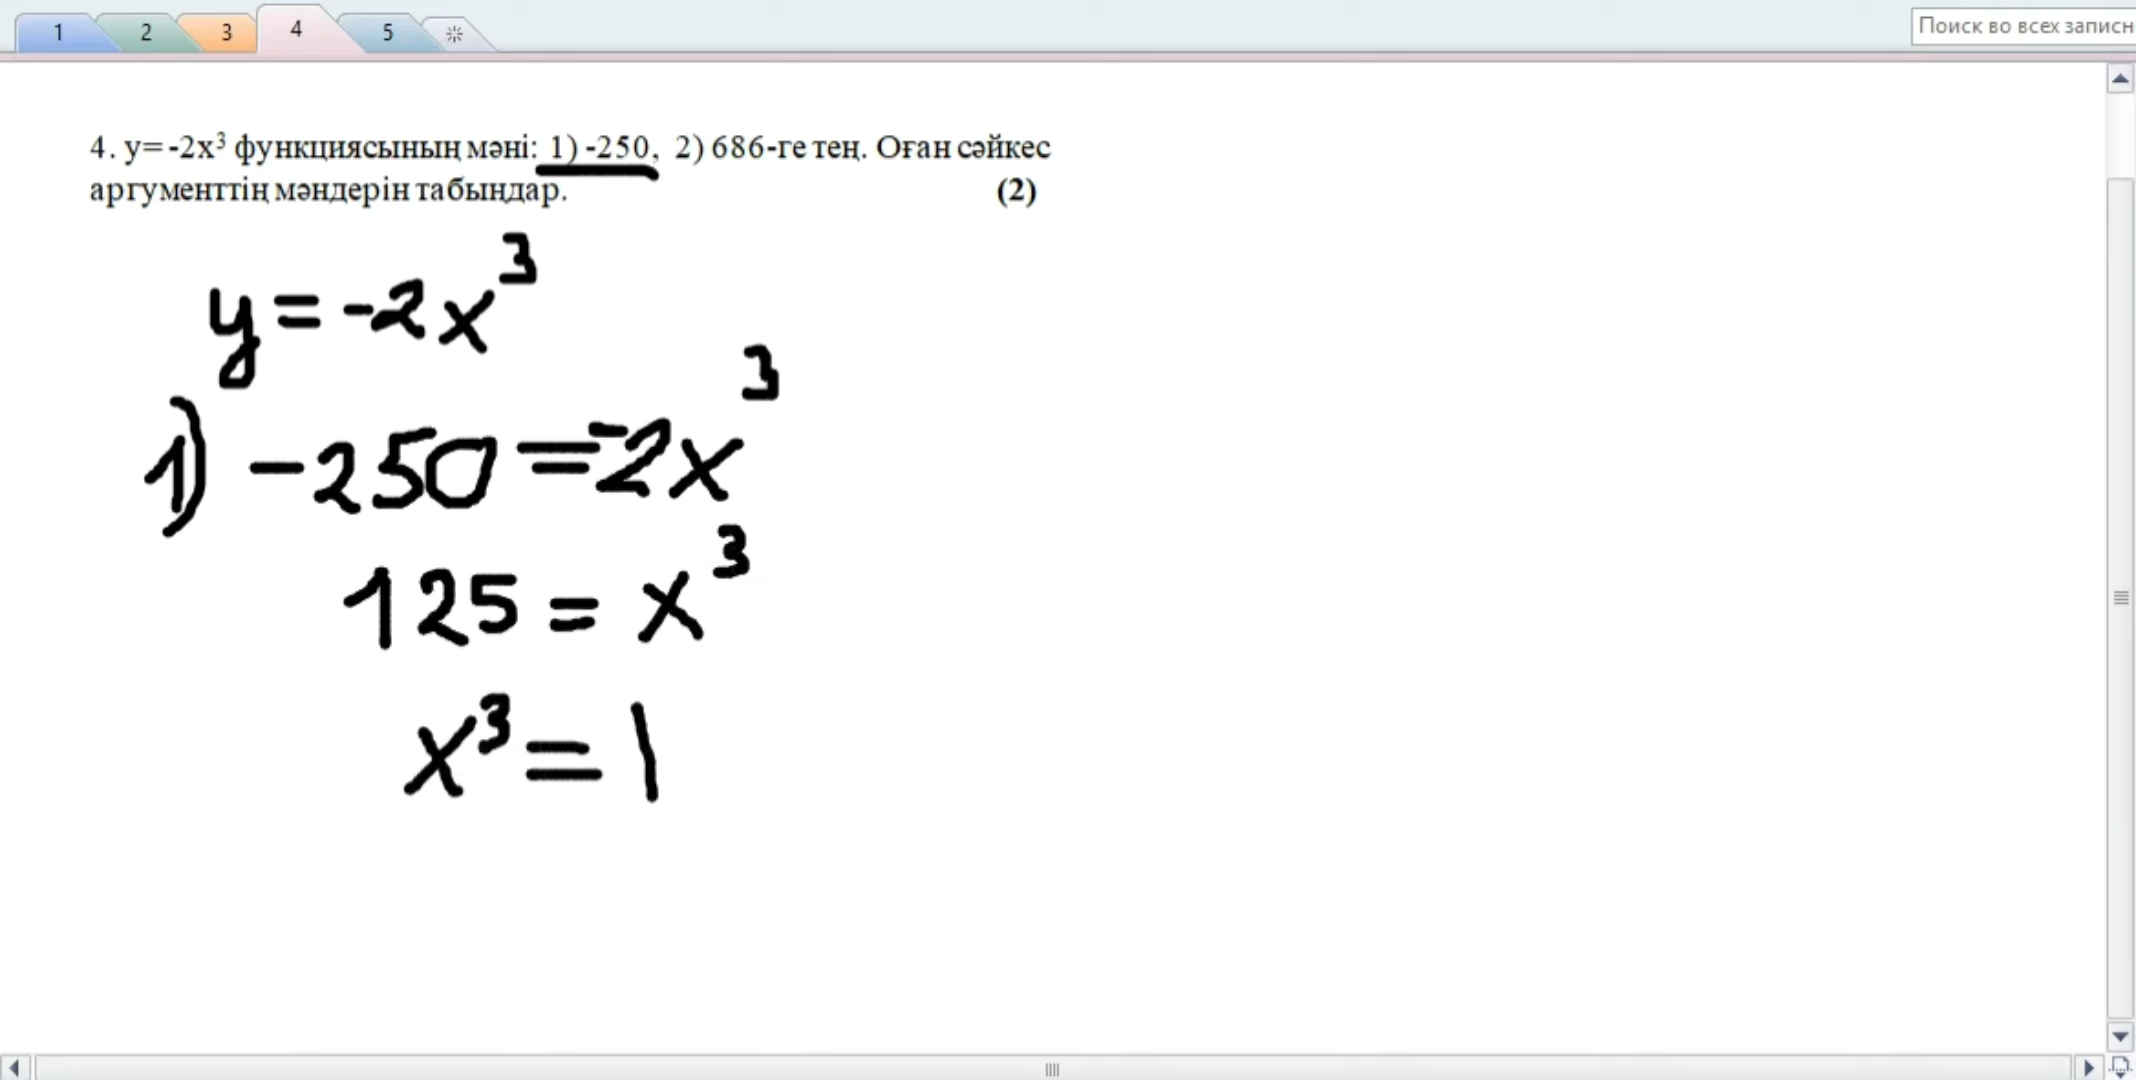 1 2 3 4 5
Поиск во всех записн
4. y= -2x³ функциясының мәні: 1) -250, 2) 686-ге тең. Оған сәйкес
аргументтің мәндерін табыңдар. (2)
y = -2x³
1) -250 = -2x³
125 = x³
x³ = 1